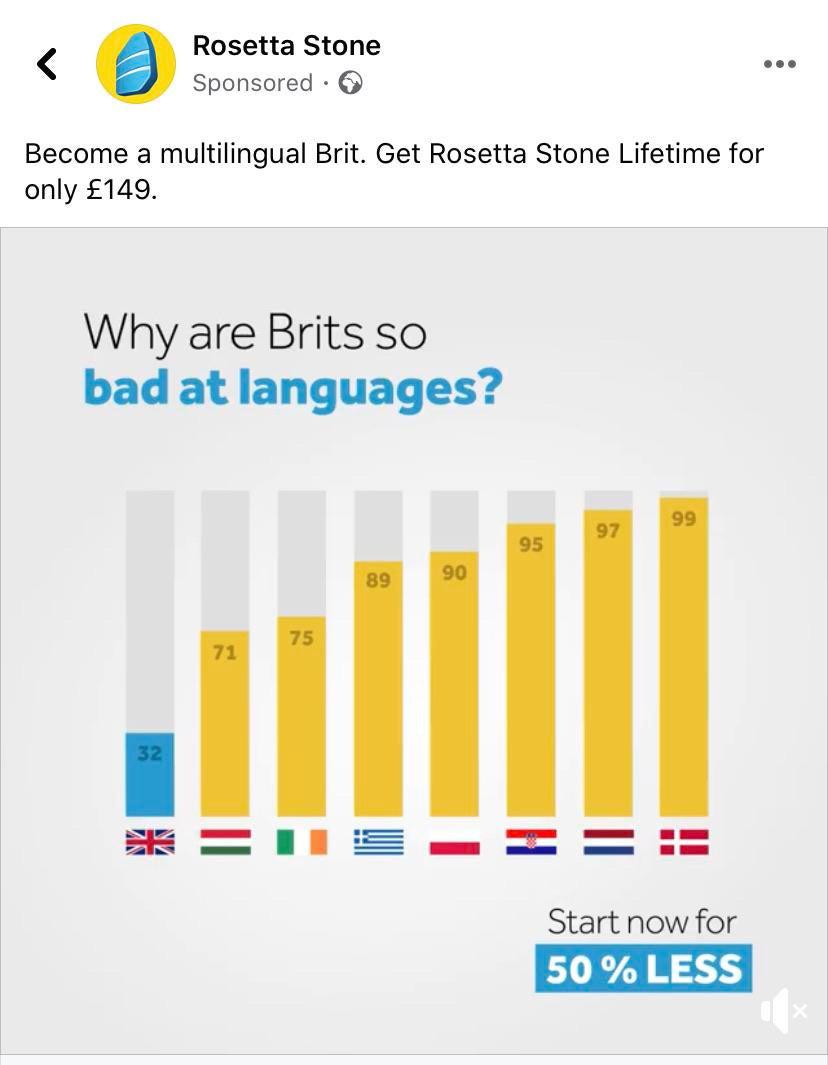 Rosetta Stone
Sponsored ·
Become a multilingual Brit. Get Rosetta Stone Lifetime for
only £149.
Why are Brits so
bad at languages?
32
71
75
89
90
95
97
99
Start now for
50 % LESS